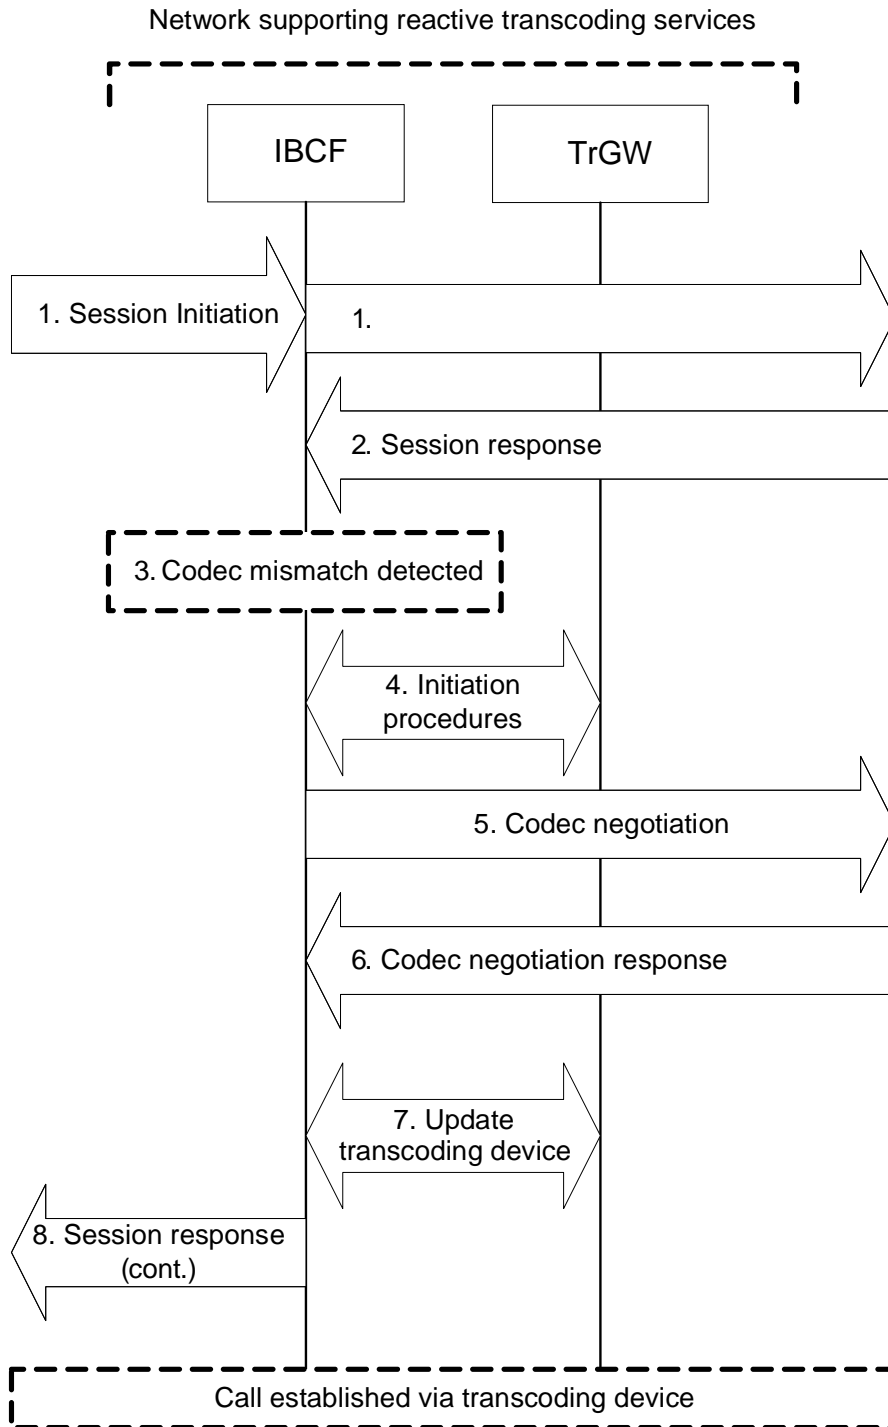 Network supporting reactive transcoding services
IBCF
TrGW
1. Session Initiation
1.
2. Session response
3. Codec mismatch detected
4. Initiation
procedures
5. Codec negotiation
6. Codec negotiation response
7. Update
transcoding device
8. Session response
(cont.)
Call established via transcoding device